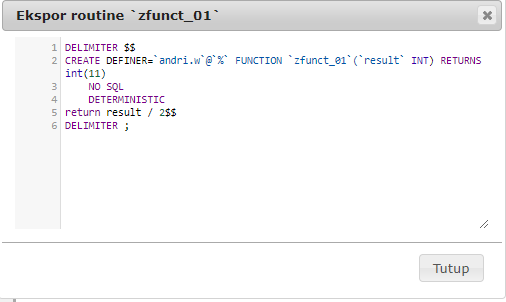 Ekspor routine `zfunct_01`
1 DELIMITER $$
2 CREATE DEFINER=`andri.w`@`%` FUNCTION `zfunct_01`(`result` INT) RETURNS
int(11)
3     NO SQL
4     DETERMINISTIC
5 return result / 2$$
6 DELIMITER ;
Tutup